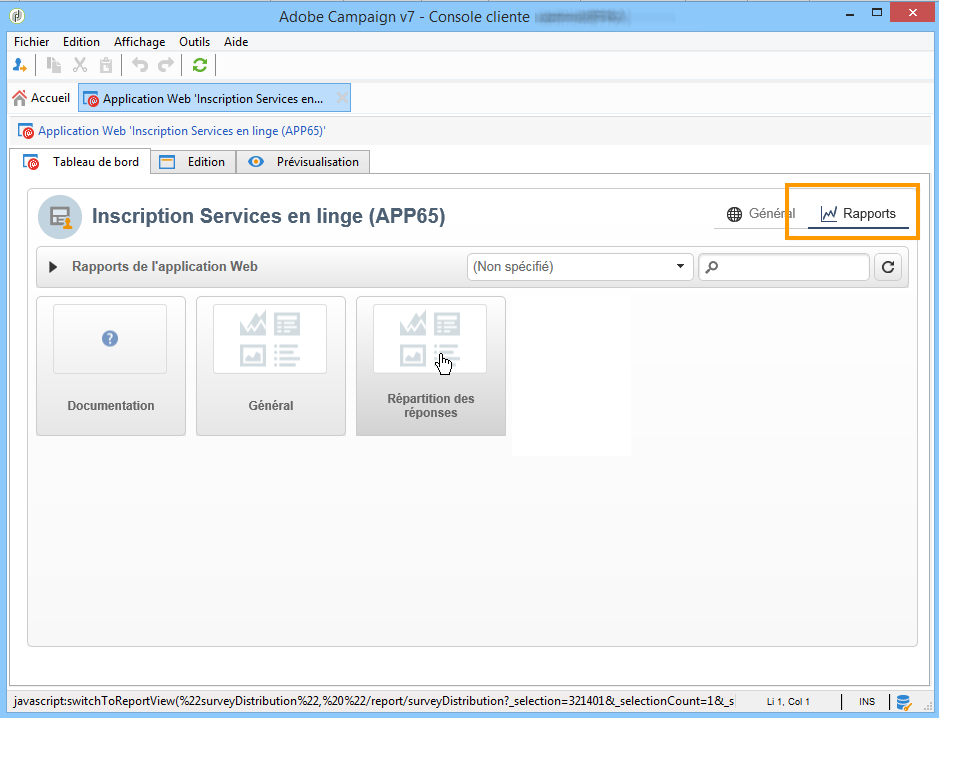 Adobe Campaign v7 - Console cliente
Fichier Edition Affichage Outils Aide
Accueil Application Web 'Inscription Services en...
Application Web 'Inscription Services en linge (APP65)'
Tableau de bord Edition Prévisualisation
Inscription Services en linge (APP65) Général Rapports
Rapports de l'application Web (Non spécifié)
Documentation Général Répartition des
réponses
javascript:switchToReportView(%22surveyDistribution%22,%20%22/report/surveyDistribution?_selection=321401&_selectionCount=1&_s Li 1, Col 1 INS